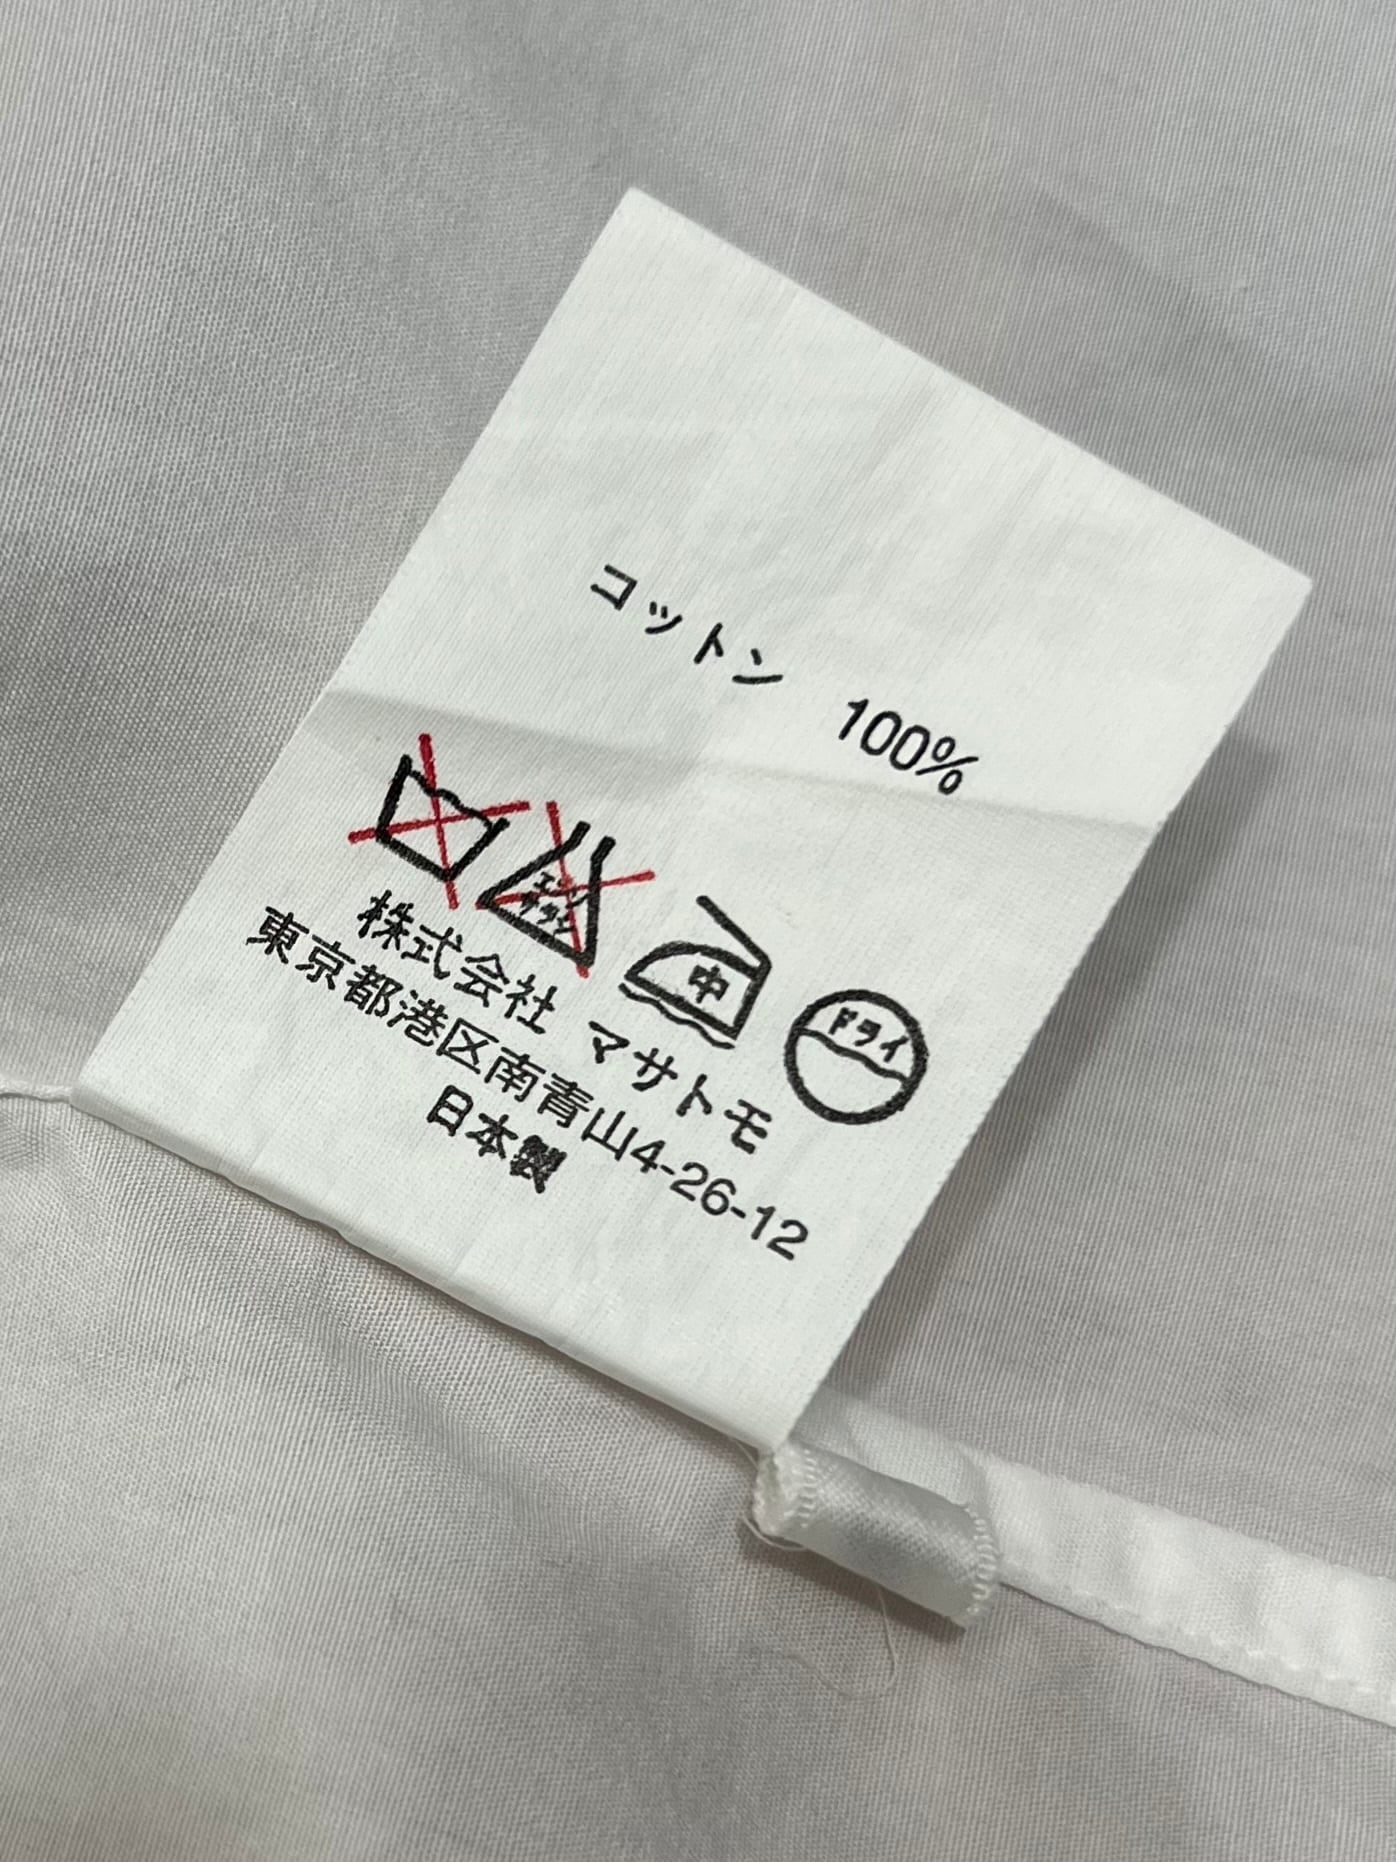 コットン 100%
エンソ
サラシ
中
ドライ
株式会社 マサトモ
東京都港区南青山4-26-12
日本製